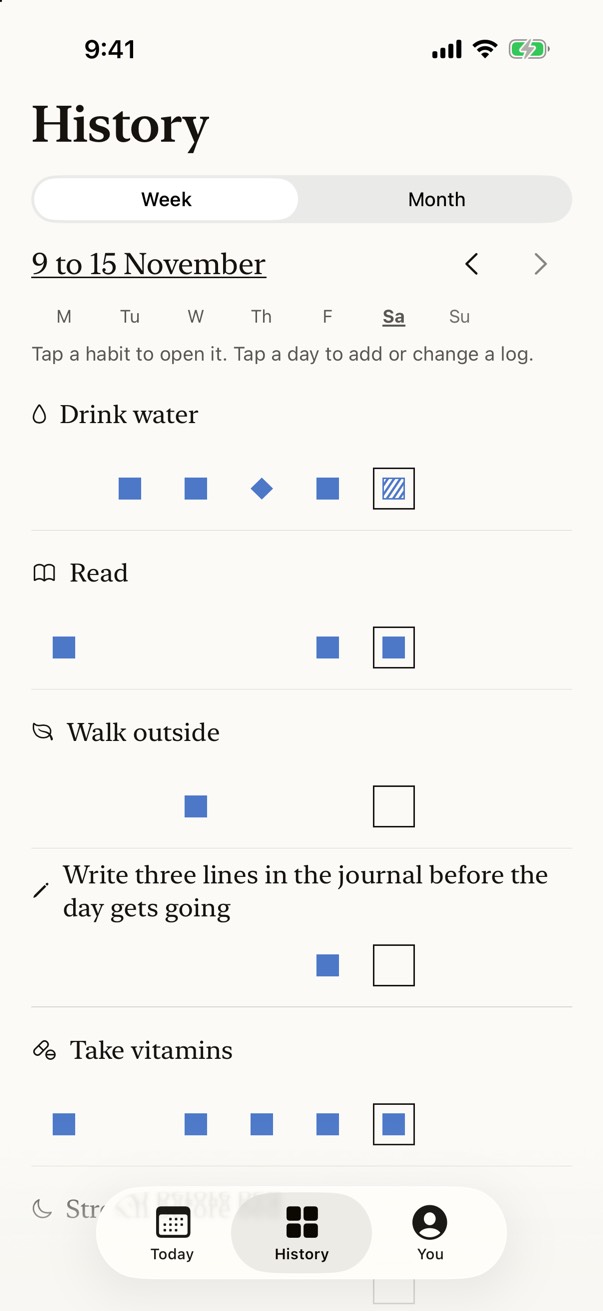 9:41
History
Week
Month
9 to 15 November
M Tu W Th F Sa Su
Tap a habit to open it. Tap a day to add or change a log.
Drink water
Read
Walk outside
Write three lines in the journal before the
day gets going
Take vitamins
Today
History
You